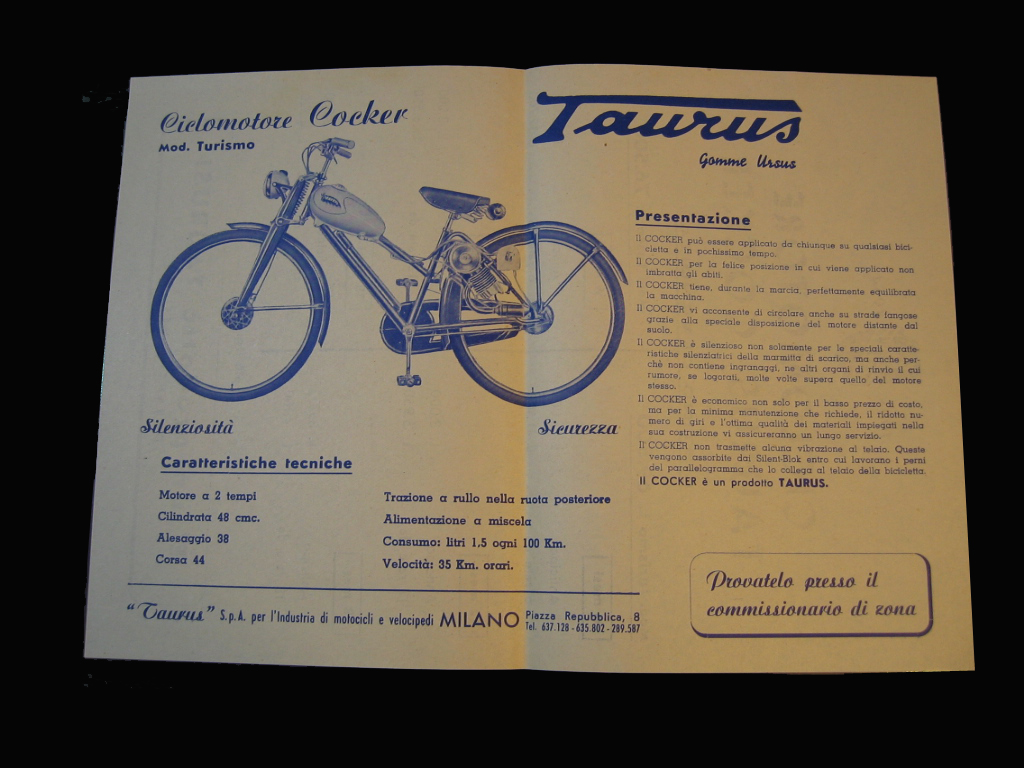 Ciclomotore Cocker
Mod. Turismo
Silenziosità
Sicurezza
Caratteristiche tecniche
Motore a 2 tempi
Cilindrata 48 cmc.
Alesaggio 38
Corsa 44
Trazione a rullo nella ruota posteriore
Alimentazione a miscela
Consumo: litri 1,5 ogni 100 Km.
Velocità: 35 Km. orari.
"Taurus" S.p.A. per l'Industria di motocicli e velocipedi MILANO Piazza Repubblica, 8
Tel. 637.128 - 635.802 - 289.587
Taurus
Gomme Ursus
Presentazione
Il COCKER può essere applicato da chiunque su qualsiasi bici-
cletta e in pochissimo tempo.
Il COCKER per la felice posizione in cui viene applicato non
imbratta gli abiti.
Il COCKER tiene, durante la marcia, perfettamente equilibrata
la macchina.
Il COCKER vi acconsente di circolare anche su strade fangose
grazie alla speciale disposizione del motore distante dal
suolo.
Il COCKER è silenzioso non solamente per le speciali caratte-
ristiche silenziatrici della marmitta di scarico, ma anche per-
chè non contiene ingranaggi, ne altri organi di rinvio il cui
rumore, se logorati, molte volte supera quello del motore
stesso.
Il COCKER è economico non solo per il basso prezzo di costo,
ma per la minima manutenzione che richiede, il ridotto nu-
mero di giri e l'ottima qualità dei materiali impiegati nella
sua costruzione vi assicureranno un lungo servizio.
Il COCKER non trasmette alcuna vibrazione al telaio. Queste
vengono assorbite dai Silent-Blok entro cui lavorano i perni
del parallelogramma che lo collega al telaio della bicicletta.
Il COCKER è un prodotto TAURUS.
Provatelo presso il
commissionario di zona